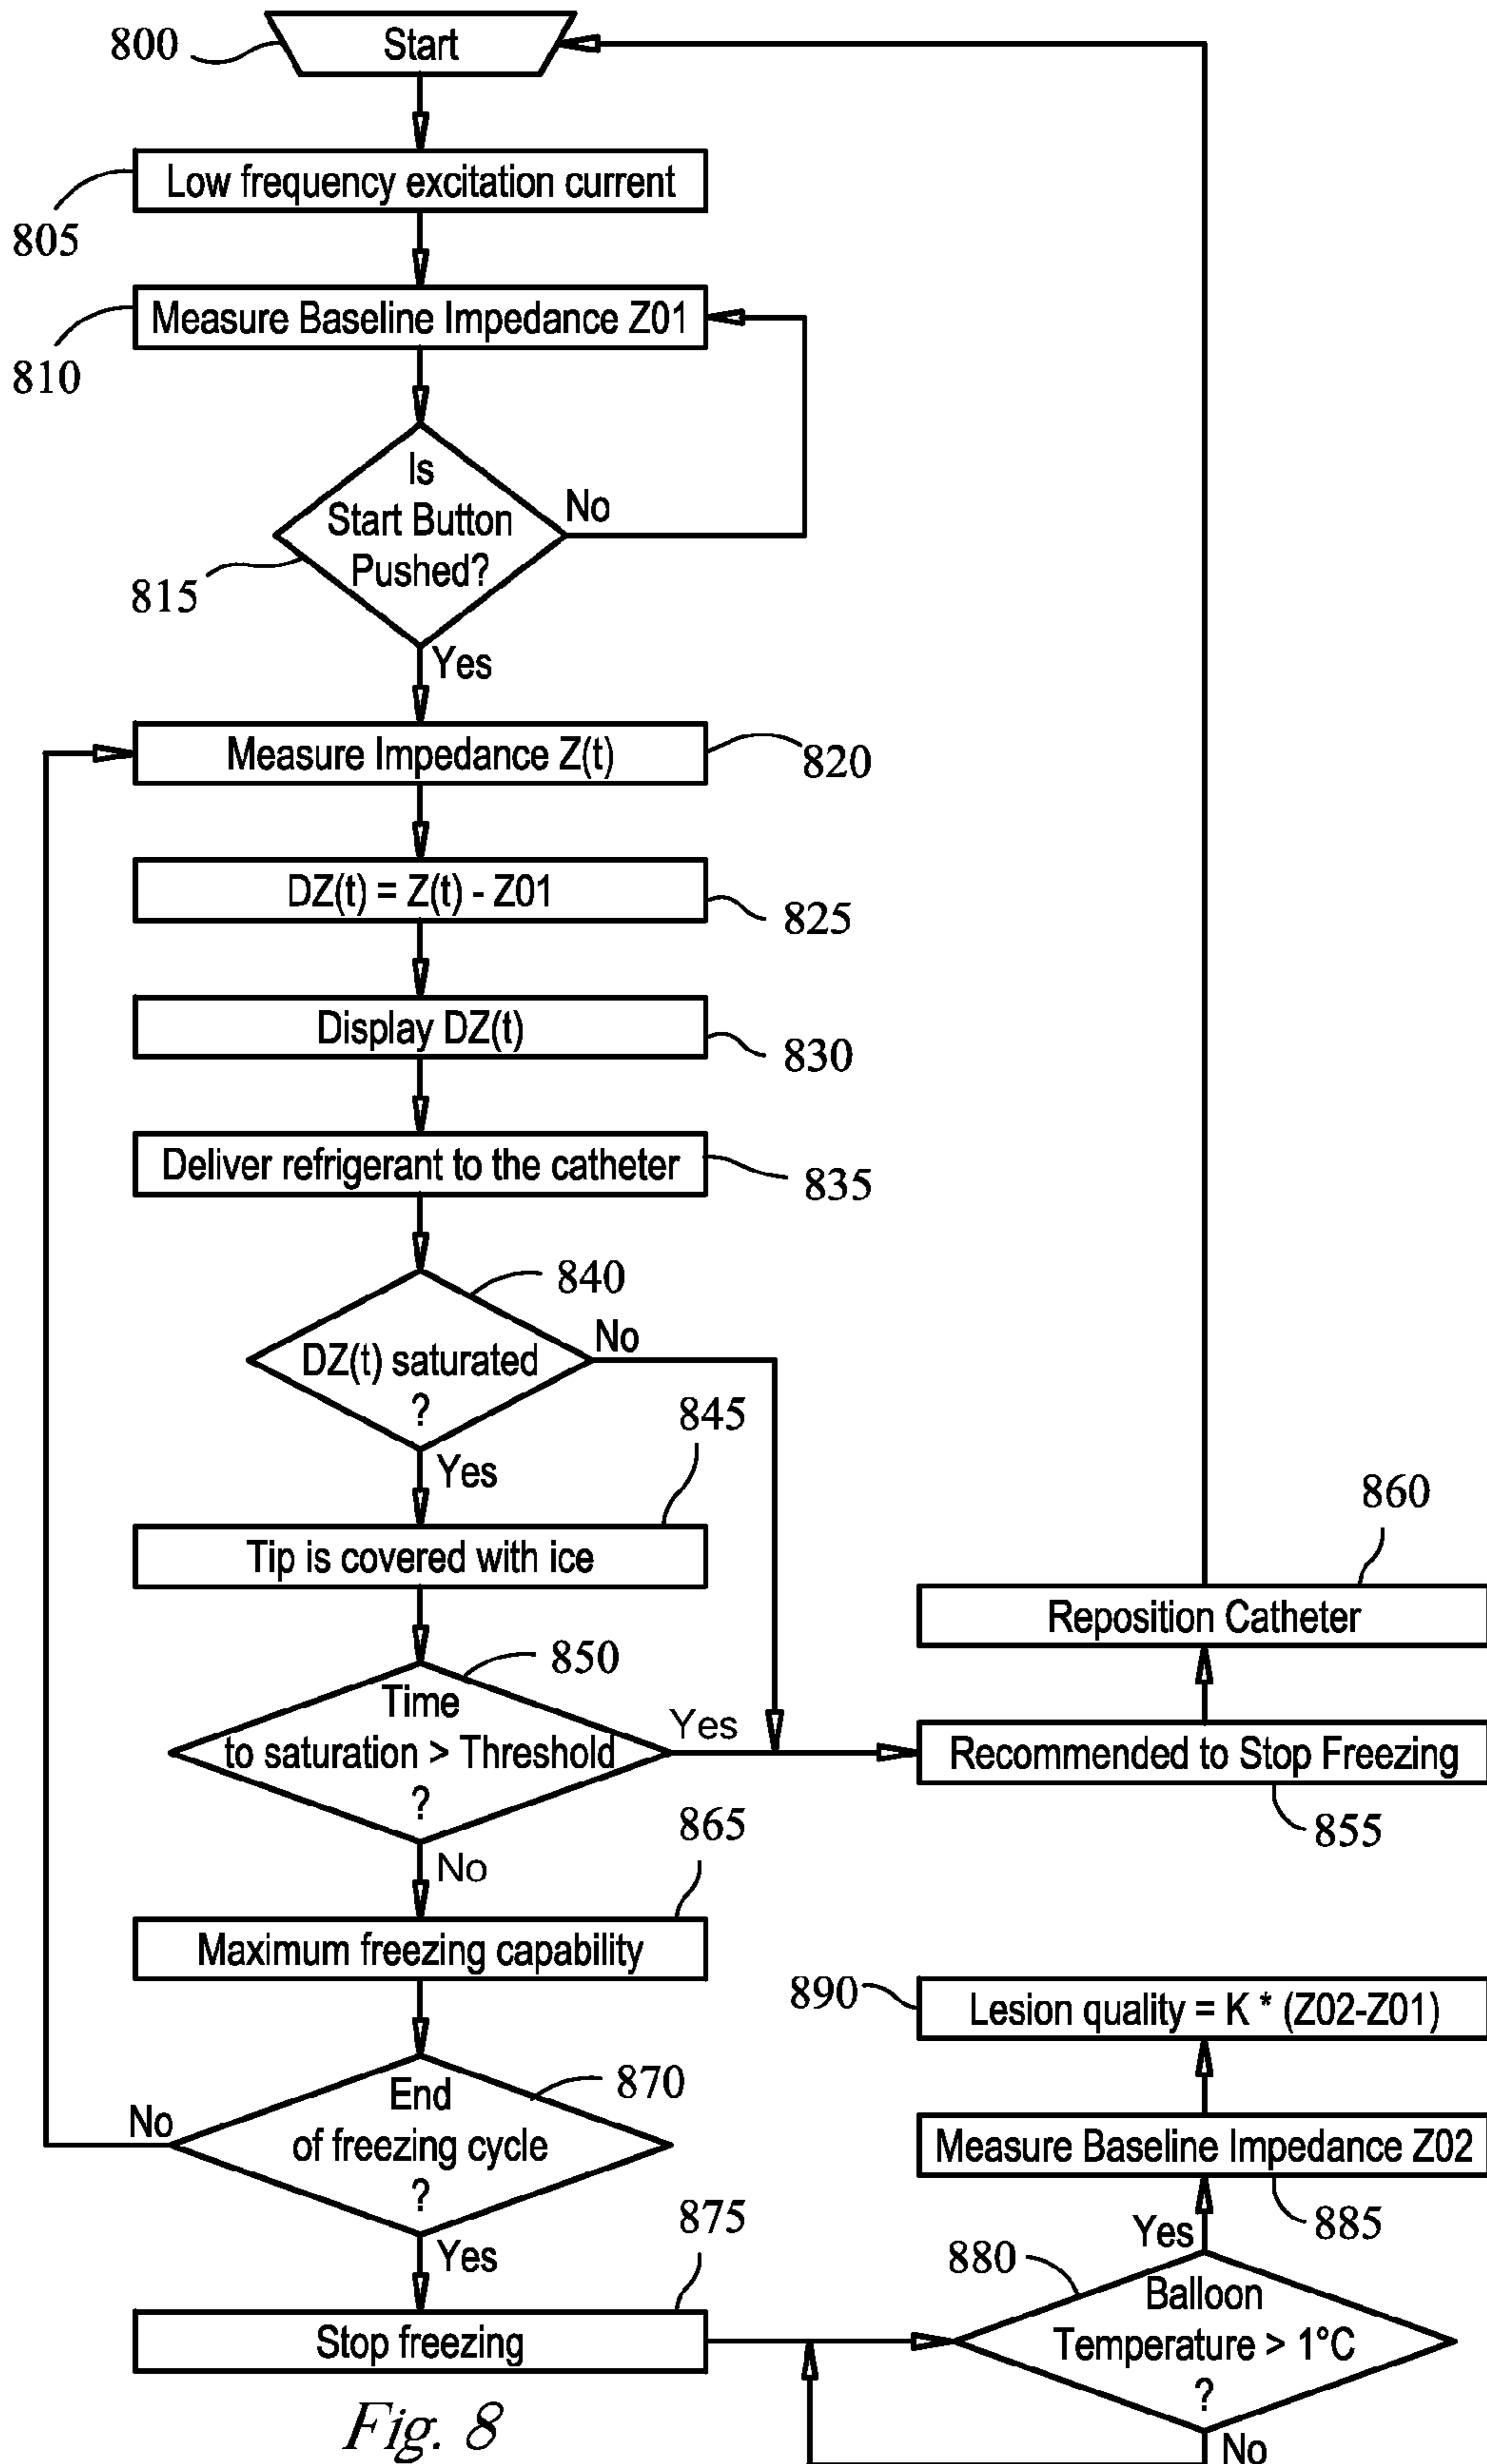 800
Start
Low frequency excitation current
805
Measure Baseline Impedance Z01
810
Is
Start Button
Pushed?
No
815
Yes
Measure Impedance Z(t)
820
DZ(t) = Z(t) - Z01
825
Display DZ(t)
830
Deliver refrigerant to the catheter
835
840
No
DZ(t) saturated
?
Yes
845
Tip is covered with ice
850
Time
to saturation > Threshold
?
Yes
No
860
Reposition Catheter
Recommended to Stop Freezing
855
865
Maximum freezing capability
870
End
of freezing cycle
?
No
Yes
875
Stop freezing
890
Lesion quality = K * (Z02-Z01)
Measure Baseline Impedance Z02
885
Yes
880
Balloon
Temperature > 1°C
?
No
Fig. 8